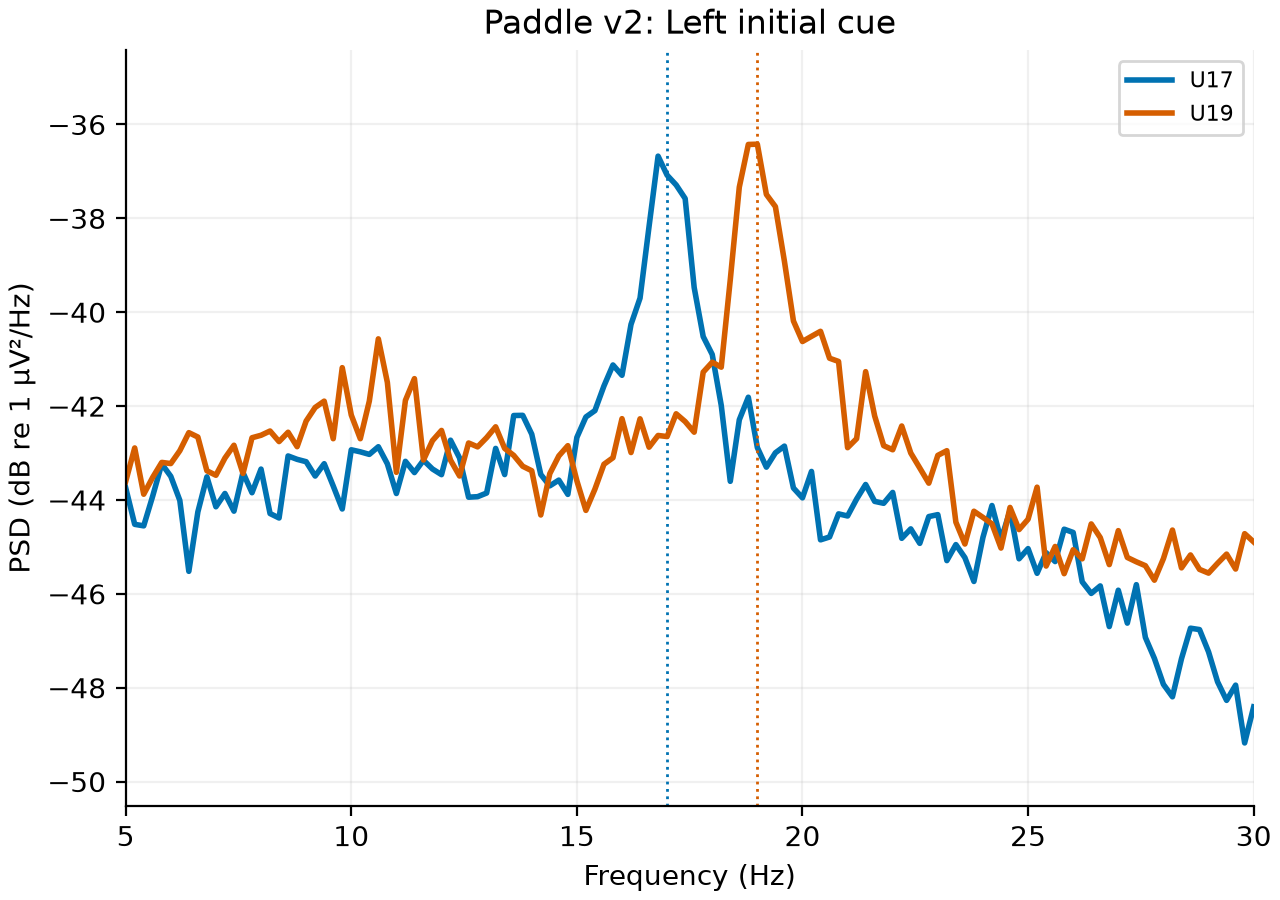 Paddle v2: Left initial cue
U17
U19
PSD (dB re 1 µV²/Hz)
−36
−38
−40
−42
−44
−46
−48
−50
5
10
15
20
25
30
Frequency (Hz)